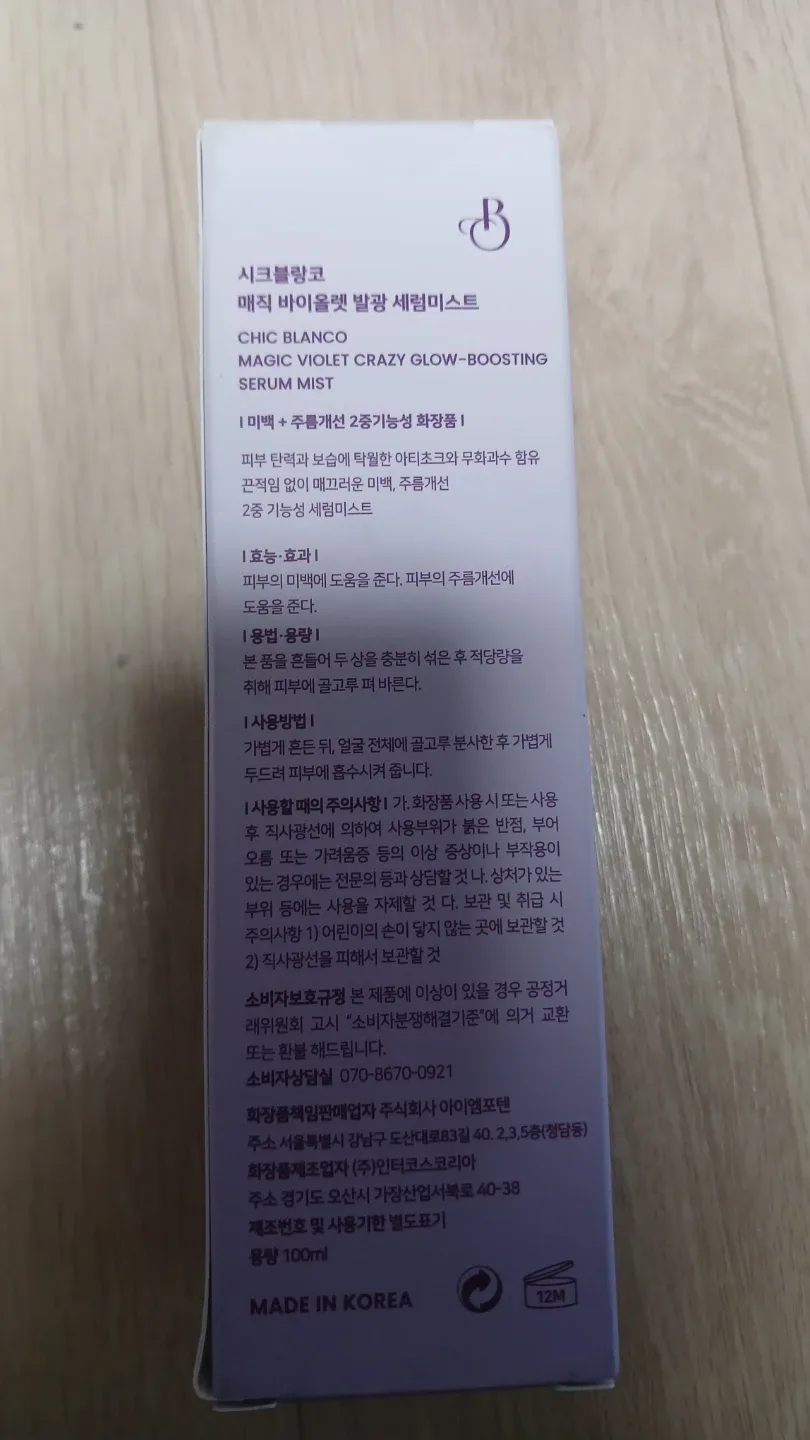 시크블랑코
매직 바이올렛 발광 세럼미스트
CHIC BLANCO
MAGIC VIOLET CRAZY GLOW-BOOSTING
SERUM MIST
I 미백 + 주름개선 2중기능성 화장품 I
피부 탄력과 보습에 탁월한 아티초크와 무화과수 함유
끈적임 없이 매끄러운 미백, 주름개선
2중 기능성 세럼미스트
I 효능·효과 I
피부의 미백에 도움을 준다. 피부의 주름개선에
도움을 준다.
I 용법·용량 I
본 품을 흔들어 두 상을 충분히 섞은 후 적당량을
취해 피부에 골고루 펴 바른다.
I 사용방법 I
가볍게 흔든 뒤, 얼굴 전체에 골고루 분사한 후 가볍게
두드려 피부에 흡수시켜 줍니다.
I 사용할 때의 주의사항 I 가. 화장품 사용 시 또는 사용
후 직사광선에 의하여 사용부위가 붉은 반점, 부어
오름 또는 가려움증 등의 이상 증상이나 부작용이
있는 경우에는 전문의 등과 상담할 것 나. 상처가 있는
부위 등에는 사용을 자제할 것 다. 보관 및 취급 시
주의사항 1) 어린이의 손이 닿지 않는 곳에 보관할 것
2) 직사광선을 피해서 보관할 것
소비자보호규정 본 제품에 이상이 있을 경우 공정거
래위원회 고시 "소비자분쟁해결기준"에 의거 교환
또는 환불 해드립니다.
소비자상담실 070-8670-0921
화장품책임판매업자 주식회사 아이엠포텐
주소 서울특별시 강남구 도산대로83길 40. 2,3,5층(청담동)
화장품제조업자 (주)인터코스코리아
주소 경기도 오산시 가장산업서북로 40-38
제조번호 및 사용기한 별도표기
용량 100ml
MADE IN KOREA
12M